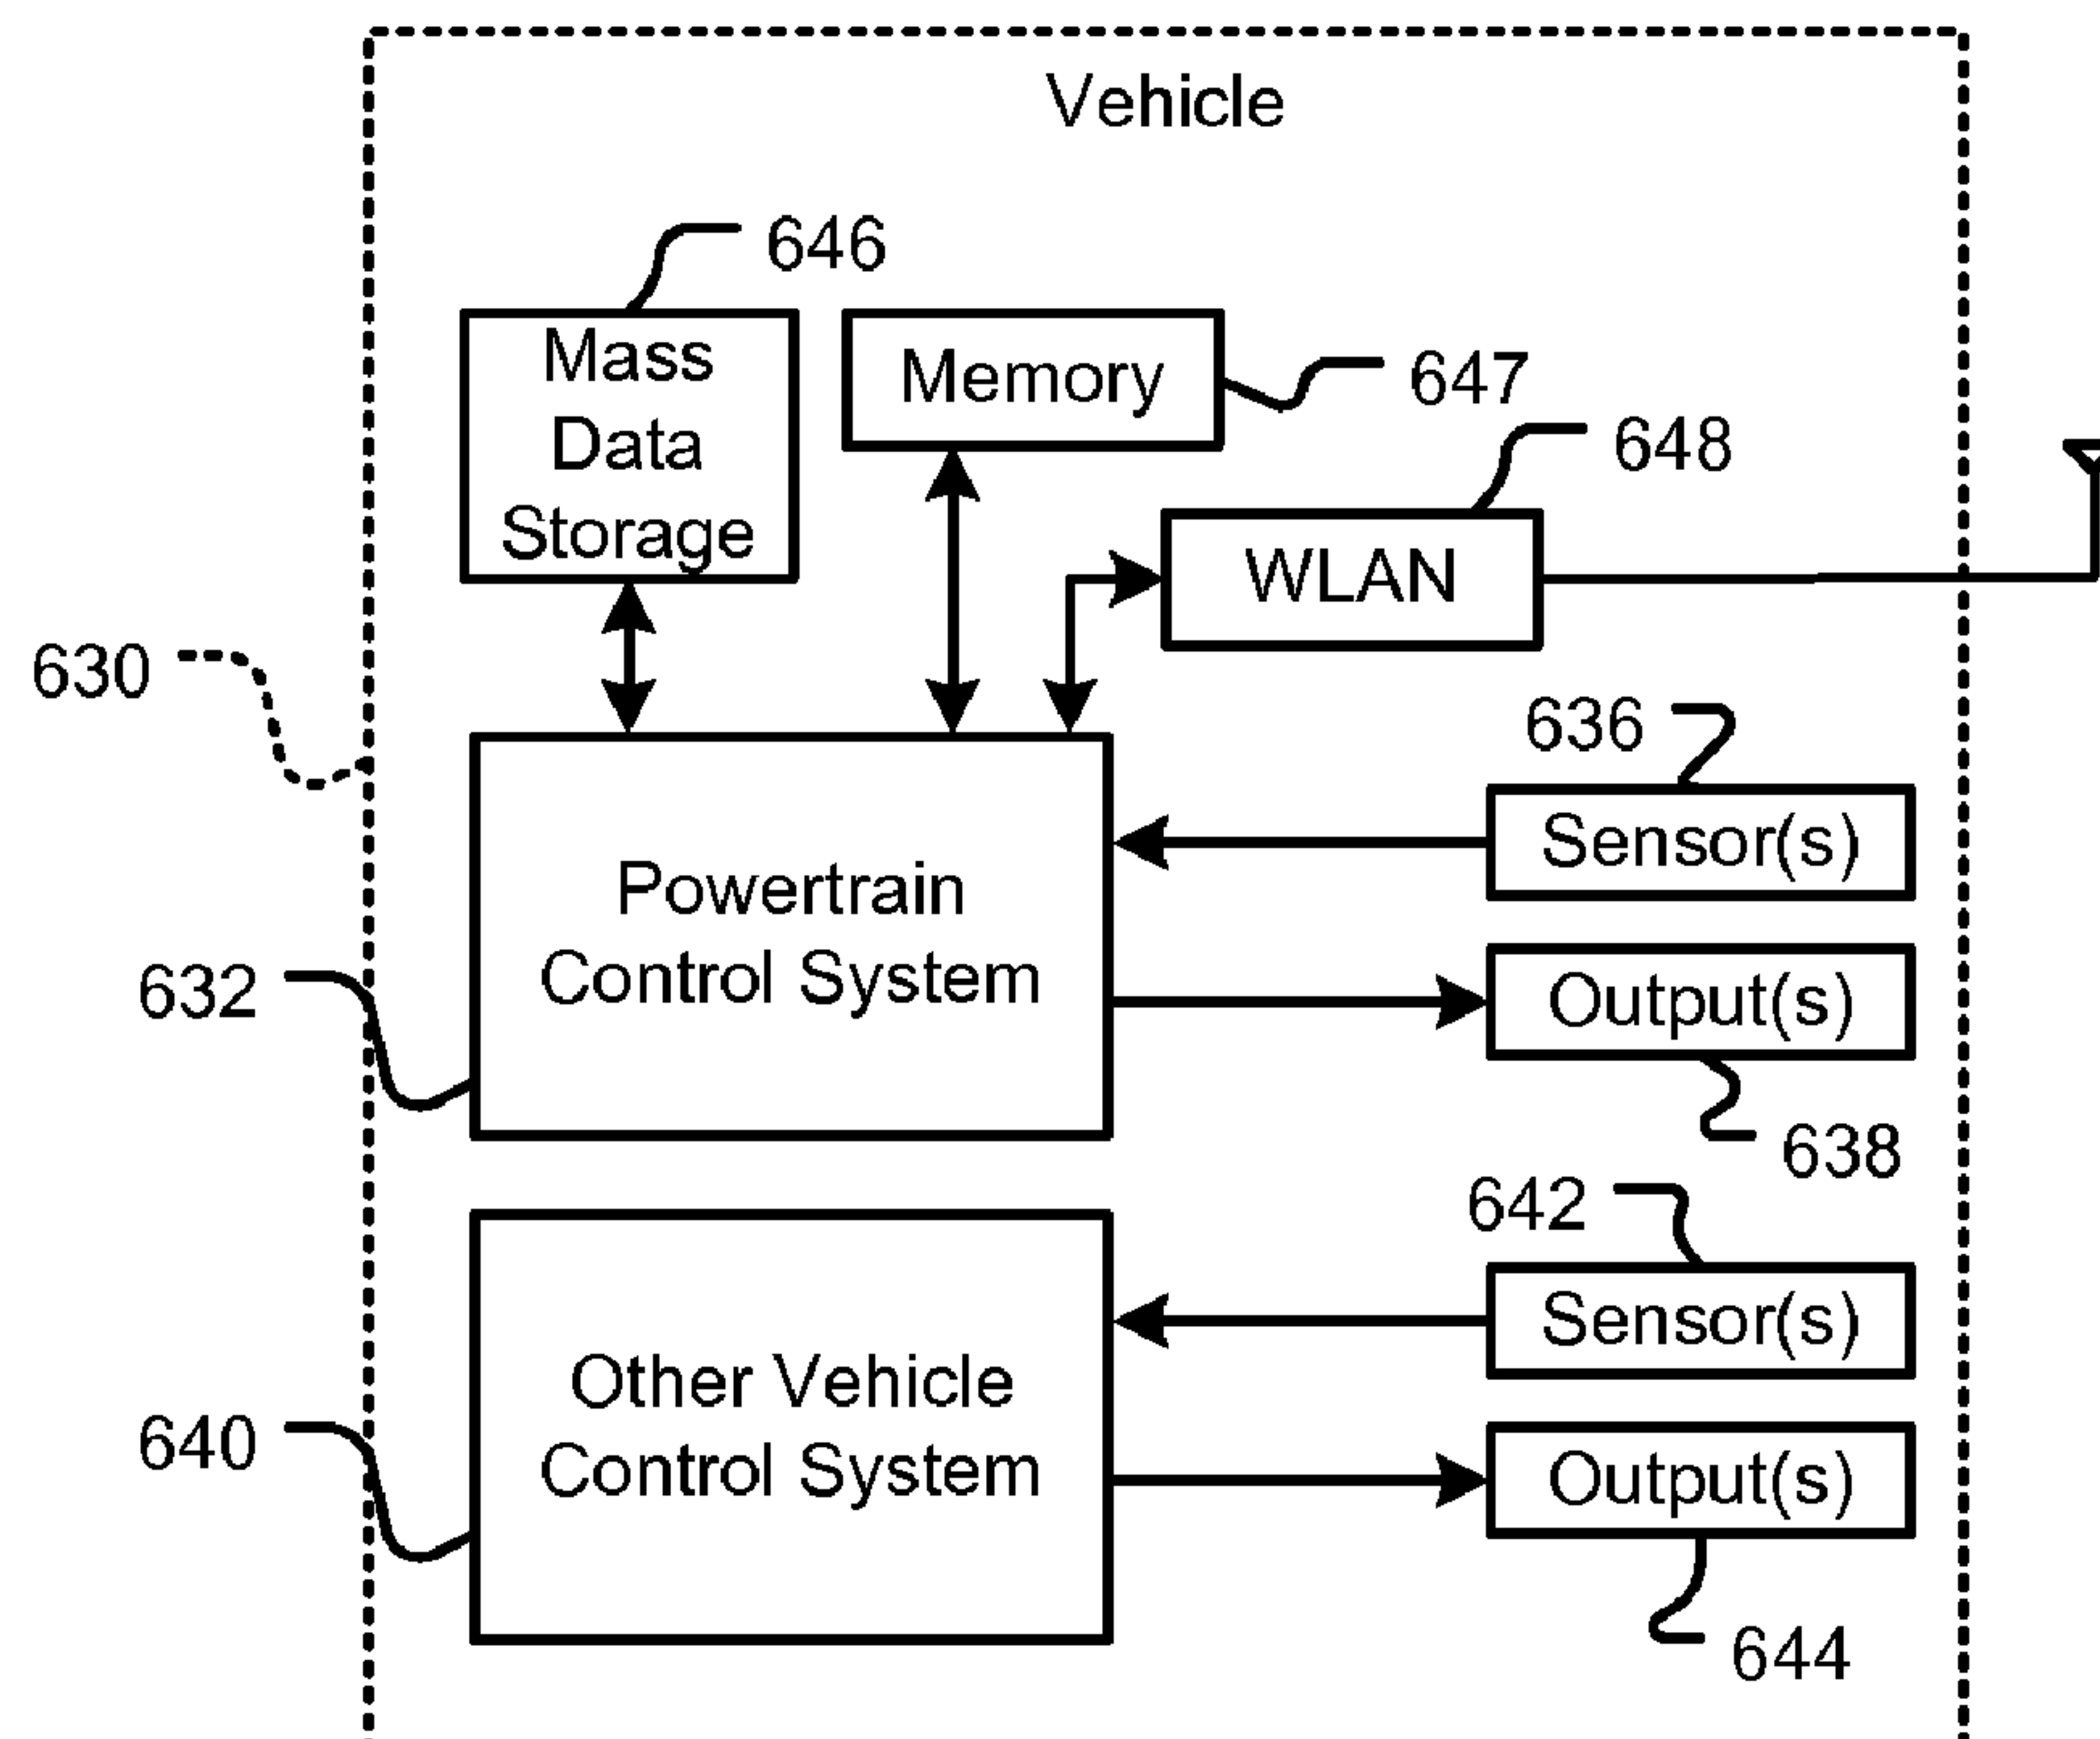 Vehicle
646
Mass
Data
Storage
Memory
647
648
WLAN
630
636
Sensor(s)
Powertrain
Control System
Output(s)
632
638
642
Sensor(s)
Other Vehicle
Control System
Output(s)
640
644